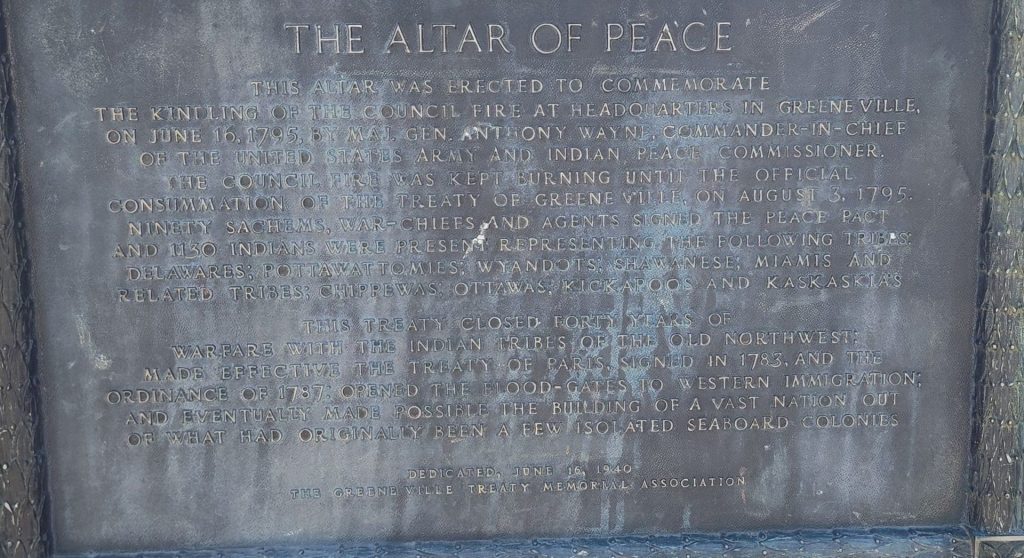 THE ALTAR OF PEACE
THIS ALTAR WAS ERECTED TO COMMEMORATE
THE KINDLING OF THE COUNCIL FIRE AT HEADQUARTERS IN GREENE VILLE,
ON JUNE 16, 1795, BY MAJ. GEN. ANTHONY WAYNE, COMMANDER-IN-CHIEF
OF THE UNITED STATES ARMY AND INDIAN PEACE COMMISSIONER.
THE COUNCIL FIRE WAS KEPT BURNING UNTIL THE OFFICIAL
CONSUMMATION OF THE TREATY OF GREENE VILLE, ON AUGUST 3, 1795.
NINETY SACHEMS, WAR-CHIEFS AND AGENTS SIGNED THE PEACE PACT
AND 1130 INDIANS WERE PRESENT, REPRESENTING THE FOLLOWING TRIBES:
DELAWARES; POTTAWATTOMIES; WYANDOTS; SHAWANESE; MIAMIS AND
RELATED TRIBES; CHIPPEWAS; OTTAWAS; KICKAPOOS AND KASKASKIAS
THIS TREATY CLOSED FORTY YEARS OF
WARFARE WITH THE INDIAN TRIBES OF THE OLD NORTHWEST;
MADE EFFECTIVE THE TREATY OF PARIS, SIGNED IN 1783, AND THE
ORDINANCE OF 1787; OPENED THE FLOOD-GATES TO WESTERN IMMIGRATION;
AND EVENTUALLY MADE POSSIBLE THE BUILDING OF A VAST NATION OUT
OF WHAT HAD ORIGINALLY BEEN A FEW ISOLATED SEABOARD COLONIES
DEDICATED, JUNE 16, 1940
THE GREENE VILLE TREATY MEMORIAL ASSOCIATION